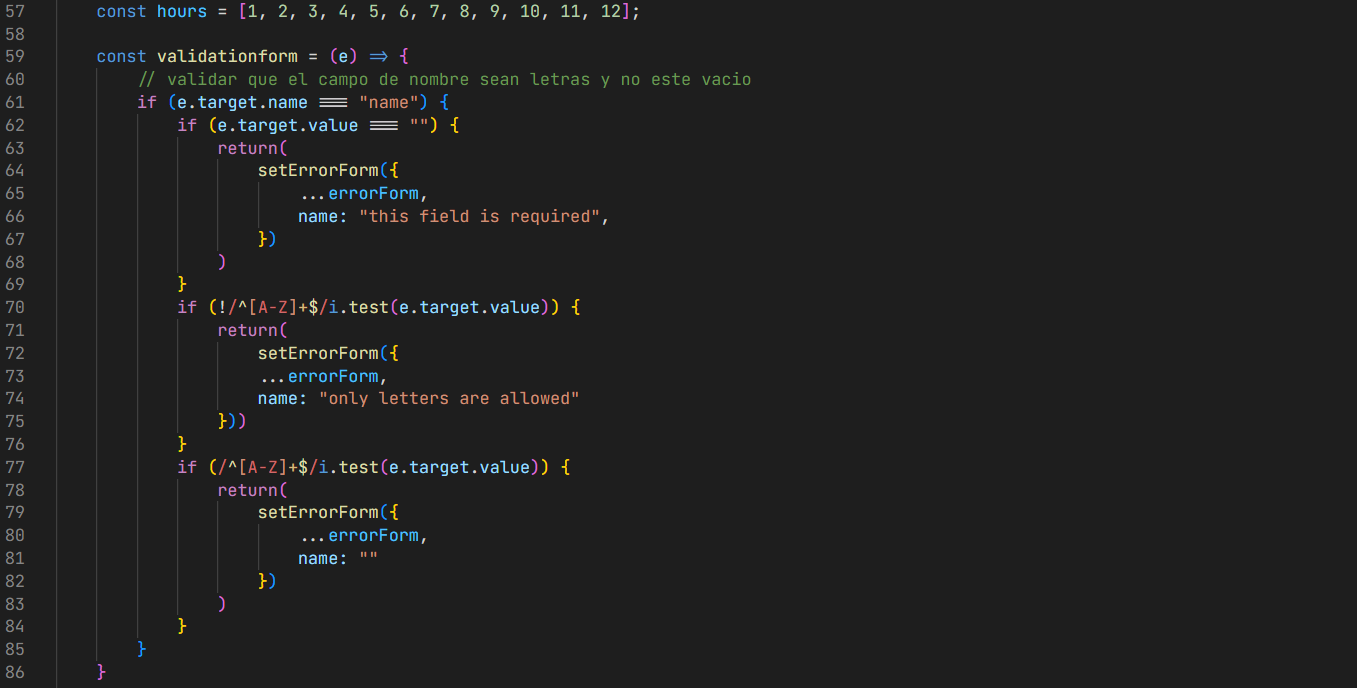 57 const hours = [1, 2, 3, 4, 5, 6, 7, 8, 9, 10, 11, 12];
58
59 const validationform = (e) => {
60 // validar que el campo de nombre sean letras y no este vacio
61 if (e.target.name === "name") {
62 if (e.target.value === "") {
63 return(
64 setErrorForm({
65 ...errorForm,
66 name: "this field is required",
67 })
68 )
69 }
70 if (!/^[A-Z]+$/i.test(e.target.value)) {
71 return(
72 setErrorForm({
73 ...errorForm,
74 name: "only letters are allowed"
75 }))
76 }
77 if (/^[A-Z]+$/i.test(e.target.value)) {
78 return(
79 setErrorForm({
80 ...errorForm,
81 name: ""
82 })
83 )
84 }
85 }
86 }